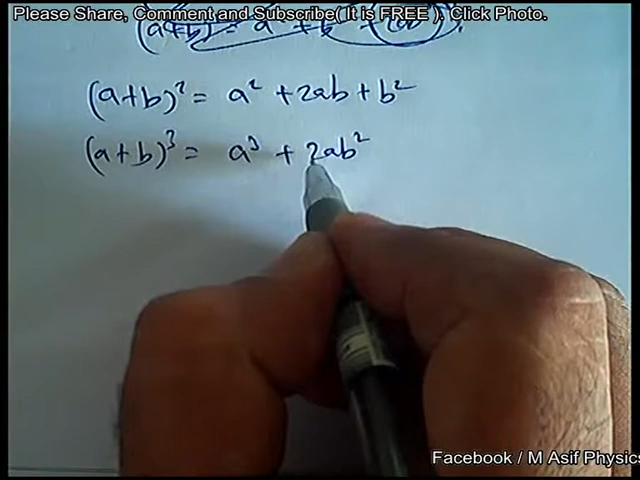 Please Share, Comment and Subscribe( It is FREE ). Click Photo.
(a+b)² = a² + 2ab + b²
(a+b)³ = a³ + 2ab²
Facebook / M Asif Physics